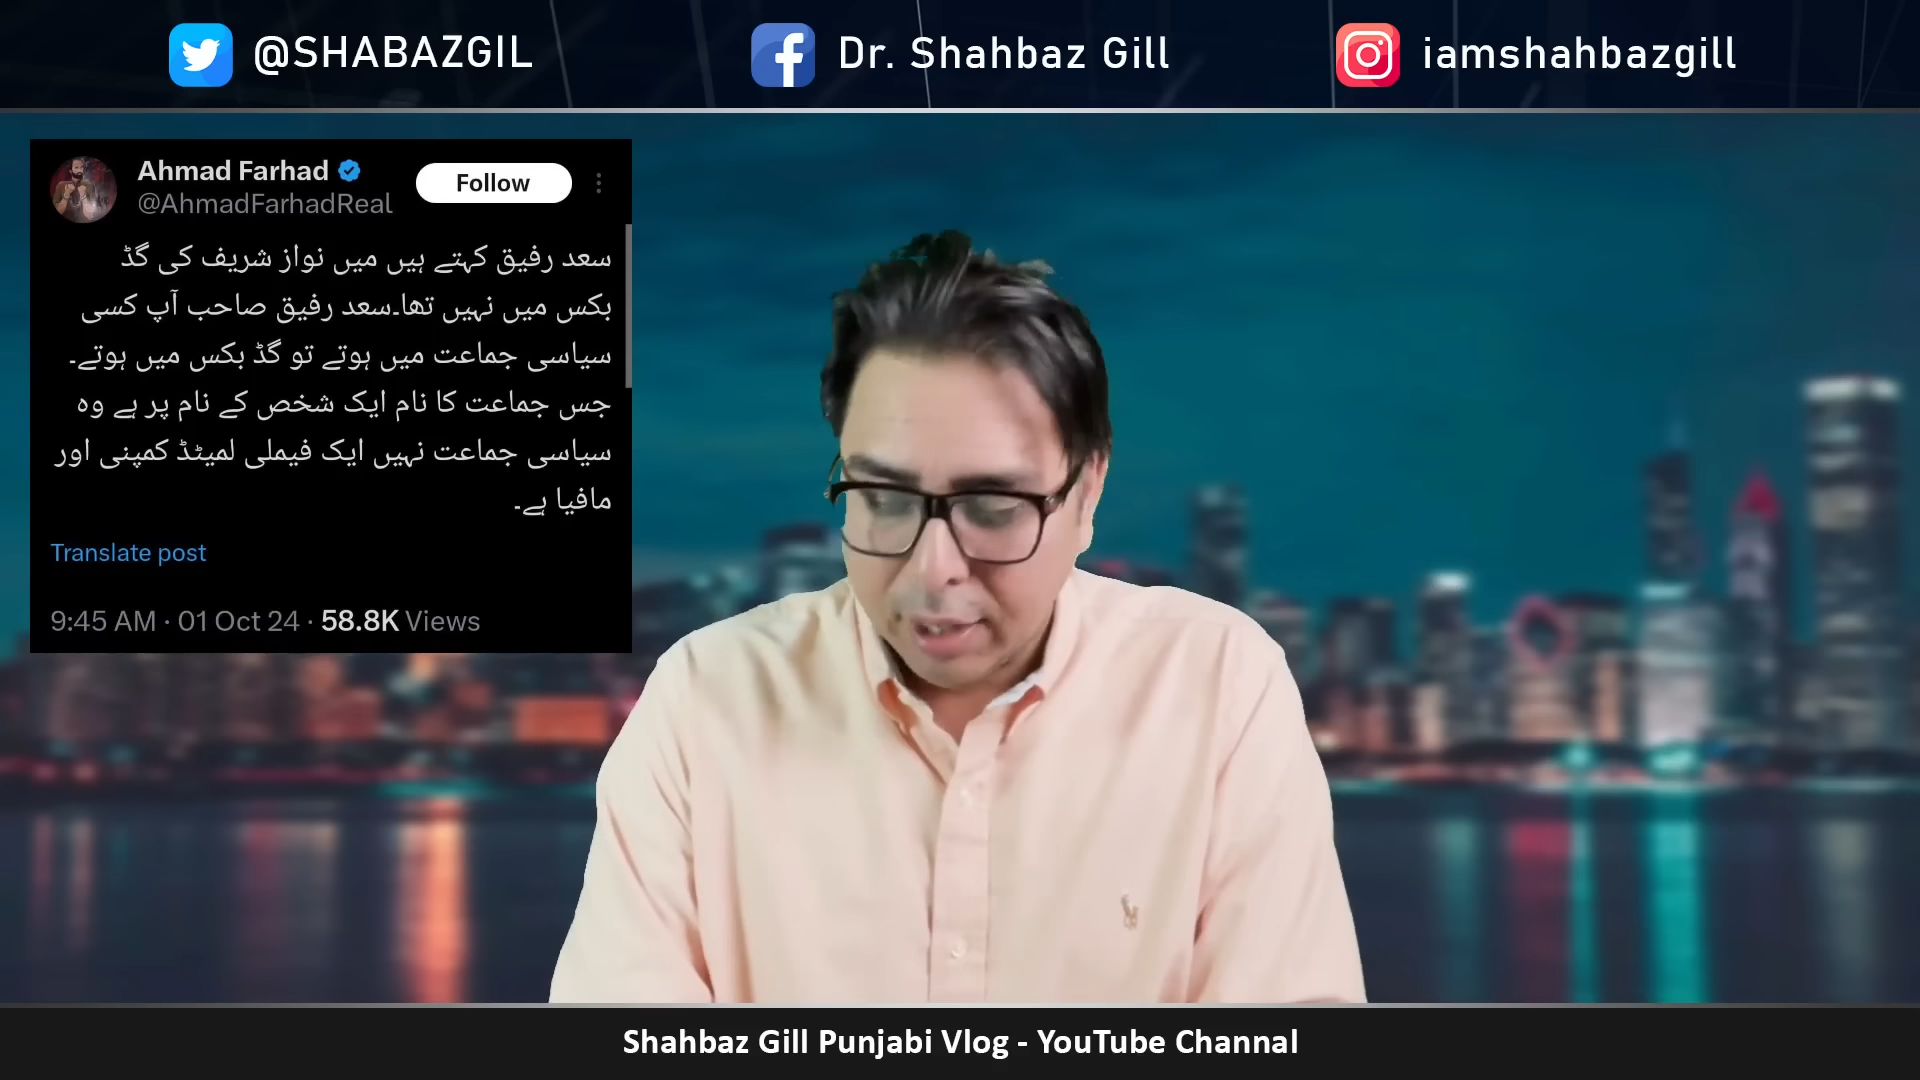 @SHABAZGIL
Dr. Shahbaz Gill
iamshahbazgill
Ahmad Farhad
@AhmadFarhadReal
Follow
سعد رفیق کہتے ہیں میں نواز شریف کی گڈ
بکس میں نہیں تھا۔سعد رفیق صاحب آپ کسی
سیاسی جماعت میں ہوتے تو گڈ بکس میں ہوتے۔
جس جماعت کا نام ایک شخص کے نام پر ہے وہ
سیاسی جماعت نہیں ایک فیملی لمیٹڈ کمپنی اور
مافیا ہے۔
Translate post
9:45 AM · 01 Oct 24 · 58.8K Views
Shahbaz Gill Punjabi Vlog - YouTube Channal